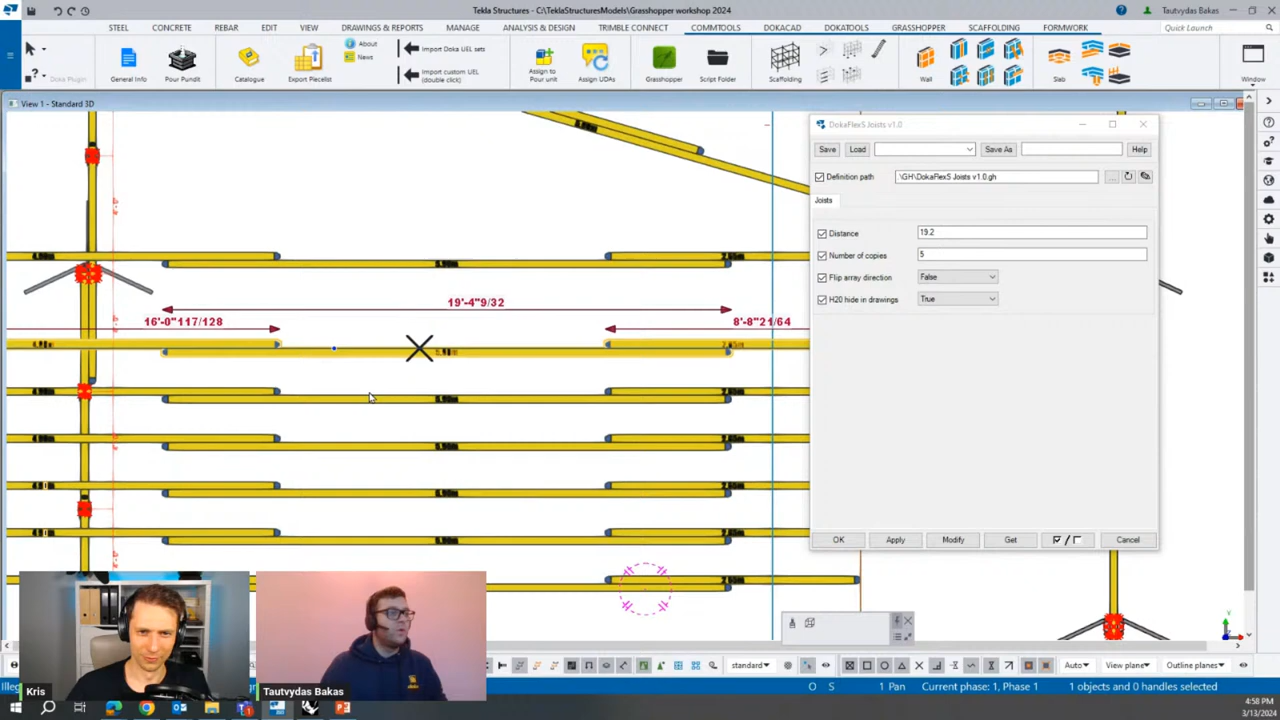 Tekla Structures - C:\TeklaStructuresModels\Grasshopper workshop 2024
Tautvydas Bakas
STEEL CONCRETE REBAR EDIT VIEW DRAWINGS & REPORTS MANAGE ANALYSIS & DESIGN TRIMBLE CONNECT COMMTOOLS DOKACAD DOKATOOLS GRASSHOPPER SCAFFOLDING FORMWORK
Quick Launch
About
News
Import Doka UEL sets
Import custom UEL
(double click)
Doka Plugin
General Info
Pour Pundit
Catalogue
Export Piecelist
Assign to
Pour unit
Assign UDAs
Grasshopper
Script Folder
Scaffolding
Wall
Slab
Window
View 1 - Standard 3D
DokaFlexS Joists v1.0
Save Load Save As Help
Definition path .\GH\DokaFlexS Joists v1.0.gh
Joists
Distance 19.2
Number of copies 5
Flip array direction False
H20 hide in drawings True
OK Apply Modify Get / Cancel
19'-4"9/32
16'-0"117/128
8'-8"21/64
Kris
Tautvydas Bakas
standard
Auto
View plane
Outline planes
O S 1 Pan Current phase: 1, Phase 1 1 objects and 0 handles selected
4:58 PM
3/13/2024